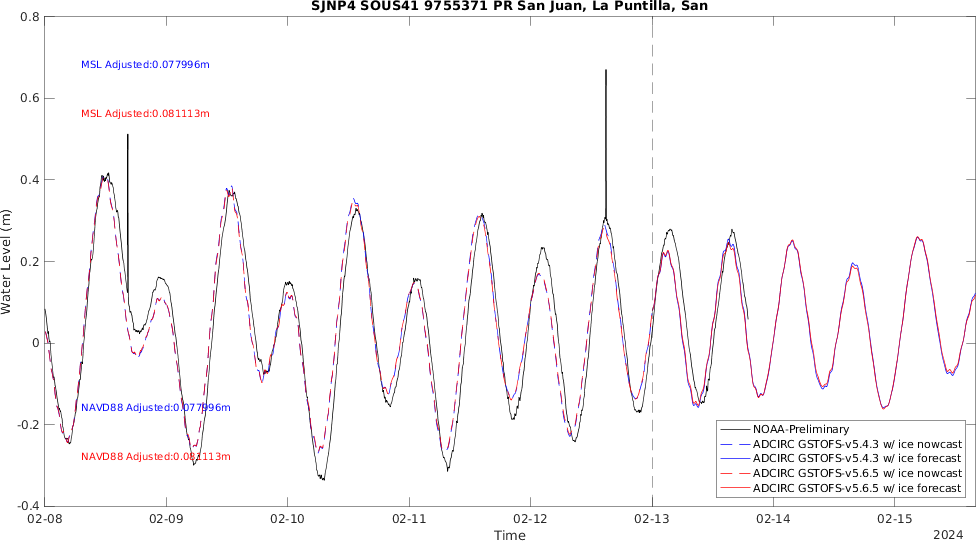 SJNP4 SOUS41 9755371 PR San Juan, La Puntilla, San
0.8
0.6
0.4
0.2
0
-0.2
-0.4
Water Level (m)
MSL Adjusted:0.077996m
MSL Adjusted:0.081113m
NAVD88 Adjusted:0.077996m
NAVD88 Adjusted:0.081113m
NOAA-Preliminary
ADCIRC GSTOFS-v5.4.3 w/ ice nowcast
ADCIRC GSTOFS-v5.4.3 w/ ice forecast
ADCIRC GSTOFS-v5.6.5 w/ ice nowcast
ADCIRC GSTOFS-v5.6.5 w/ ice forecast
02-08 02-09 02-10 02-11 02-12 02-13 02-14 02-15
Time
2024